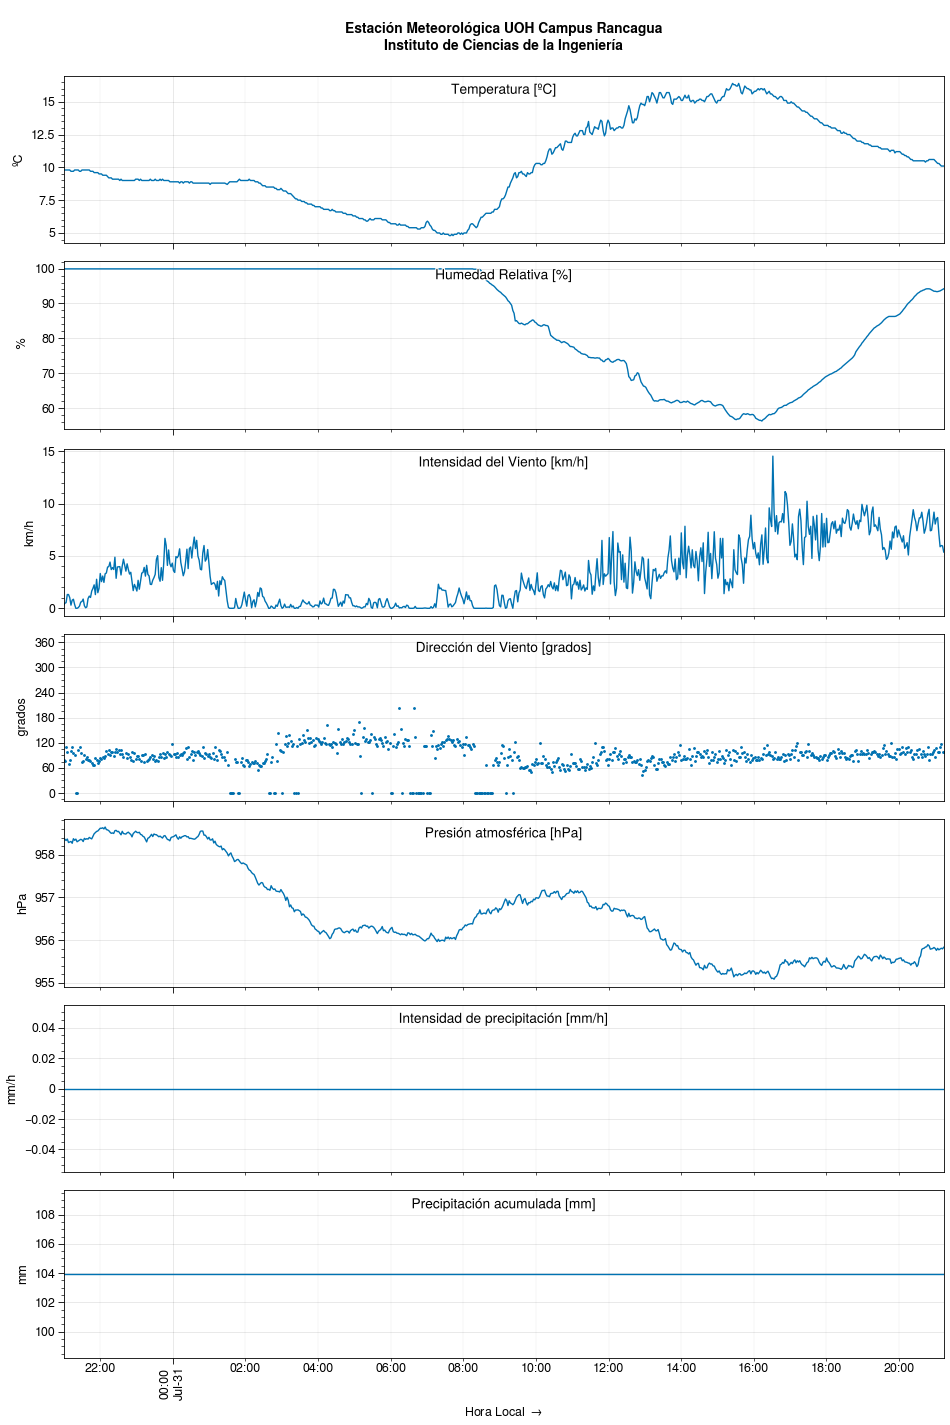 Estación Meteorológica UOH Campus Rancagua
Instituto de Ciencias de la Ingeniería
Temperatura [ºC]
ºC
15
12.5
10
7.5
5
Humedad Relativa [%]
%
100
90
80
70
60
Intensidad del Viento [km/h]
km/h
15
10
5
0
Dirección del Viento [grados]
grados
360
300
240
180
120
60
0
Presión atmosférica [hPa]
hPa
958
957
956
955
Intensidad de precipitación [mm/h]
mm/h
0.04
0.02
0
−0.02
−0.04
Precipitación acumulada [mm]
mm
108
106
104
102
100
22:00
00:00
Jul-31
02:00
04:00
06:00
08:00
10:00
12:00
14:00
16:00
18:00
20:00
Hora Local →